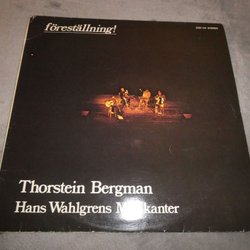 föreställning!
Thorstein Bergman
Hans Wahlgrens Musikanter